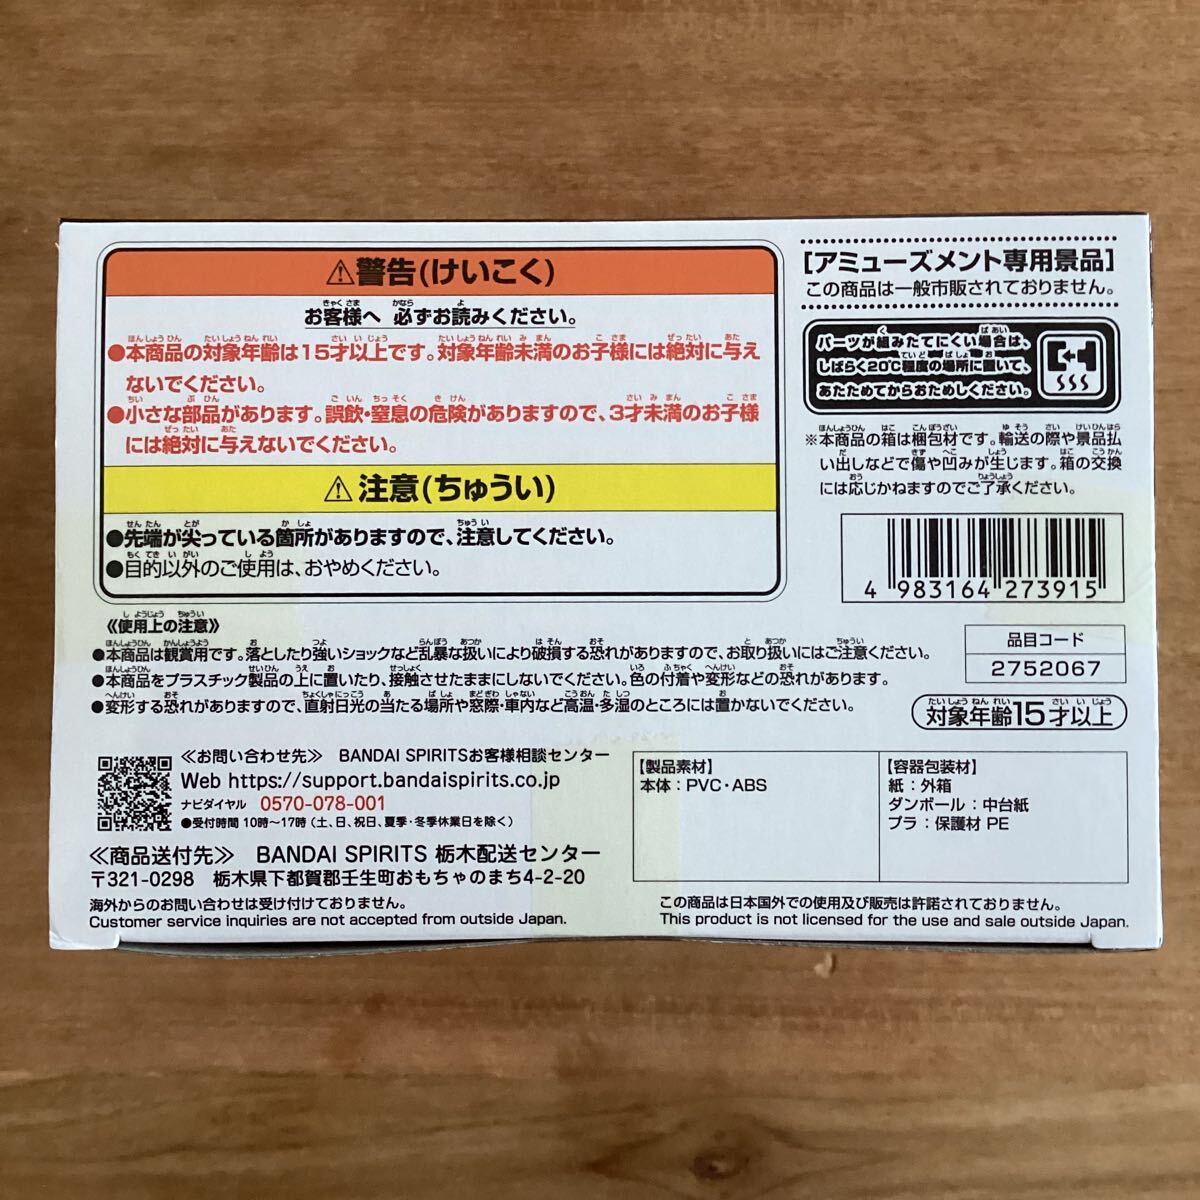 ⚠警告(けいこく)
お客様へ 必ずお読みください。
●本商品の対象年齢は15才以上です。対象年齢未満のお子様には絶対に与え
ないでください。
●小さな部品があります。誤飲・窒息の危険がありますので、3才未満のお子様
には絶対に与えないでください。
⚠注意(ちゅうい)
●先端が尖っている箇所がありますので、注意してください。
●目的以外のご使用は、おやめください。
[アミューズメント専用景品]
この商品は一般市販されておりません。
パーツが組みたてにくい場合は、
しばらく20℃程度の場所に置いて、
あたためてからおためしください。
※本商品の箱は梱包材です。輸送の際や景品払
い出しなどで傷や凹みが生じます。箱の交換
には応じかねますのでご了承ください。
4 983164 273915
品目コード
2752067
対象年齢15才以上
《使用上の注意》
●本商品は観賞用です。落としたり強いショックなど乱暴な扱いにより破損する恐れがありますので、お取り扱いにはご注意ください。
●本商品をプラスチック製品の上に置いたり、接触させたままにしないでください。色の付着や変形などの恐れがあります。
●変形する恐れがありますので、直射日光の当たる場所や窓際・車内など高温・多湿のところには置かないでください。
≪お問い合わせ先≫ BANDAI SPIRITSお客様相談センター
Web https://support.bandaispirits.co.jp
ナビダイヤル 0570-078-001
●受付時間 10時〜17時(土、日、祝日、夏季・冬季休業日を除く)
≪商品送付先≫ BANDAI SPIRITS 栃木配送センター
〒321-0298 栃木県下都賀郡壬生町おもちゃのまち4-2-20
海外からのお問い合わせは受け付けておりません。
Customer service inquiries are not accepted from outside Japan.
【製品素材】
本体:PVC・ABS
【容器包装材】
紙:外箱
ダンボール:中台紙
プラ:保護材 PE
この商品は日本国外での使用及び販売は許諾されておりません。
This product is not licensed for the use and sale outside Japan.